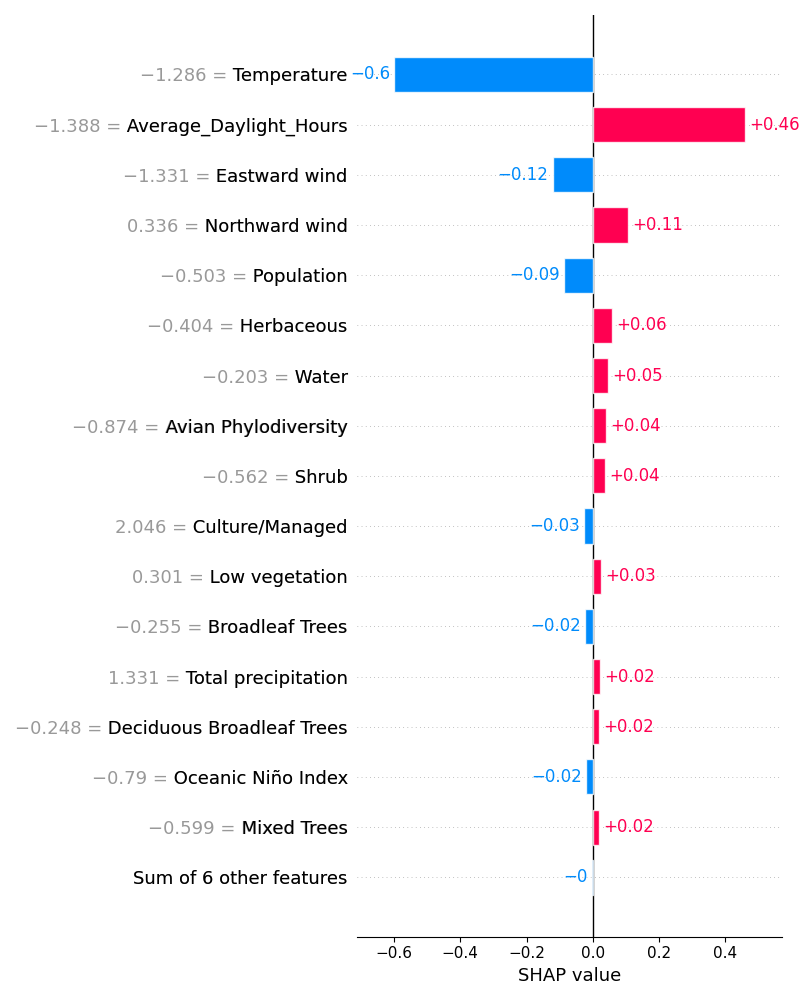 −1.286 = Temperature −0.6
−1.388 = Average_Daylight_Hours +0.46
−1.331 = Eastward wind −0.12
0.336 = Northward wind +0.11
−0.503 = Population −0.09
−0.404 = Herbaceous +0.06
−0.203 = Water +0.05
−0.874 = Avian Phylodiversity +0.04
−0.562 = Shrub +0.04
2.046 = Culture/Managed −0.03
0.301 = Low vegetation +0.03
−0.255 = Broadleaf Trees −0.02
1.331 = Total precipitation +0.02
−0.248 = Deciduous Broadleaf Trees +0.02
−0.79 = Oceanic Niño Index −0.02
−0.599 = Mixed Trees +0.02
Sum of 6 other features −0
−0.6 −0.4 −0.2 0.0 0.2 0.4
SHAP value